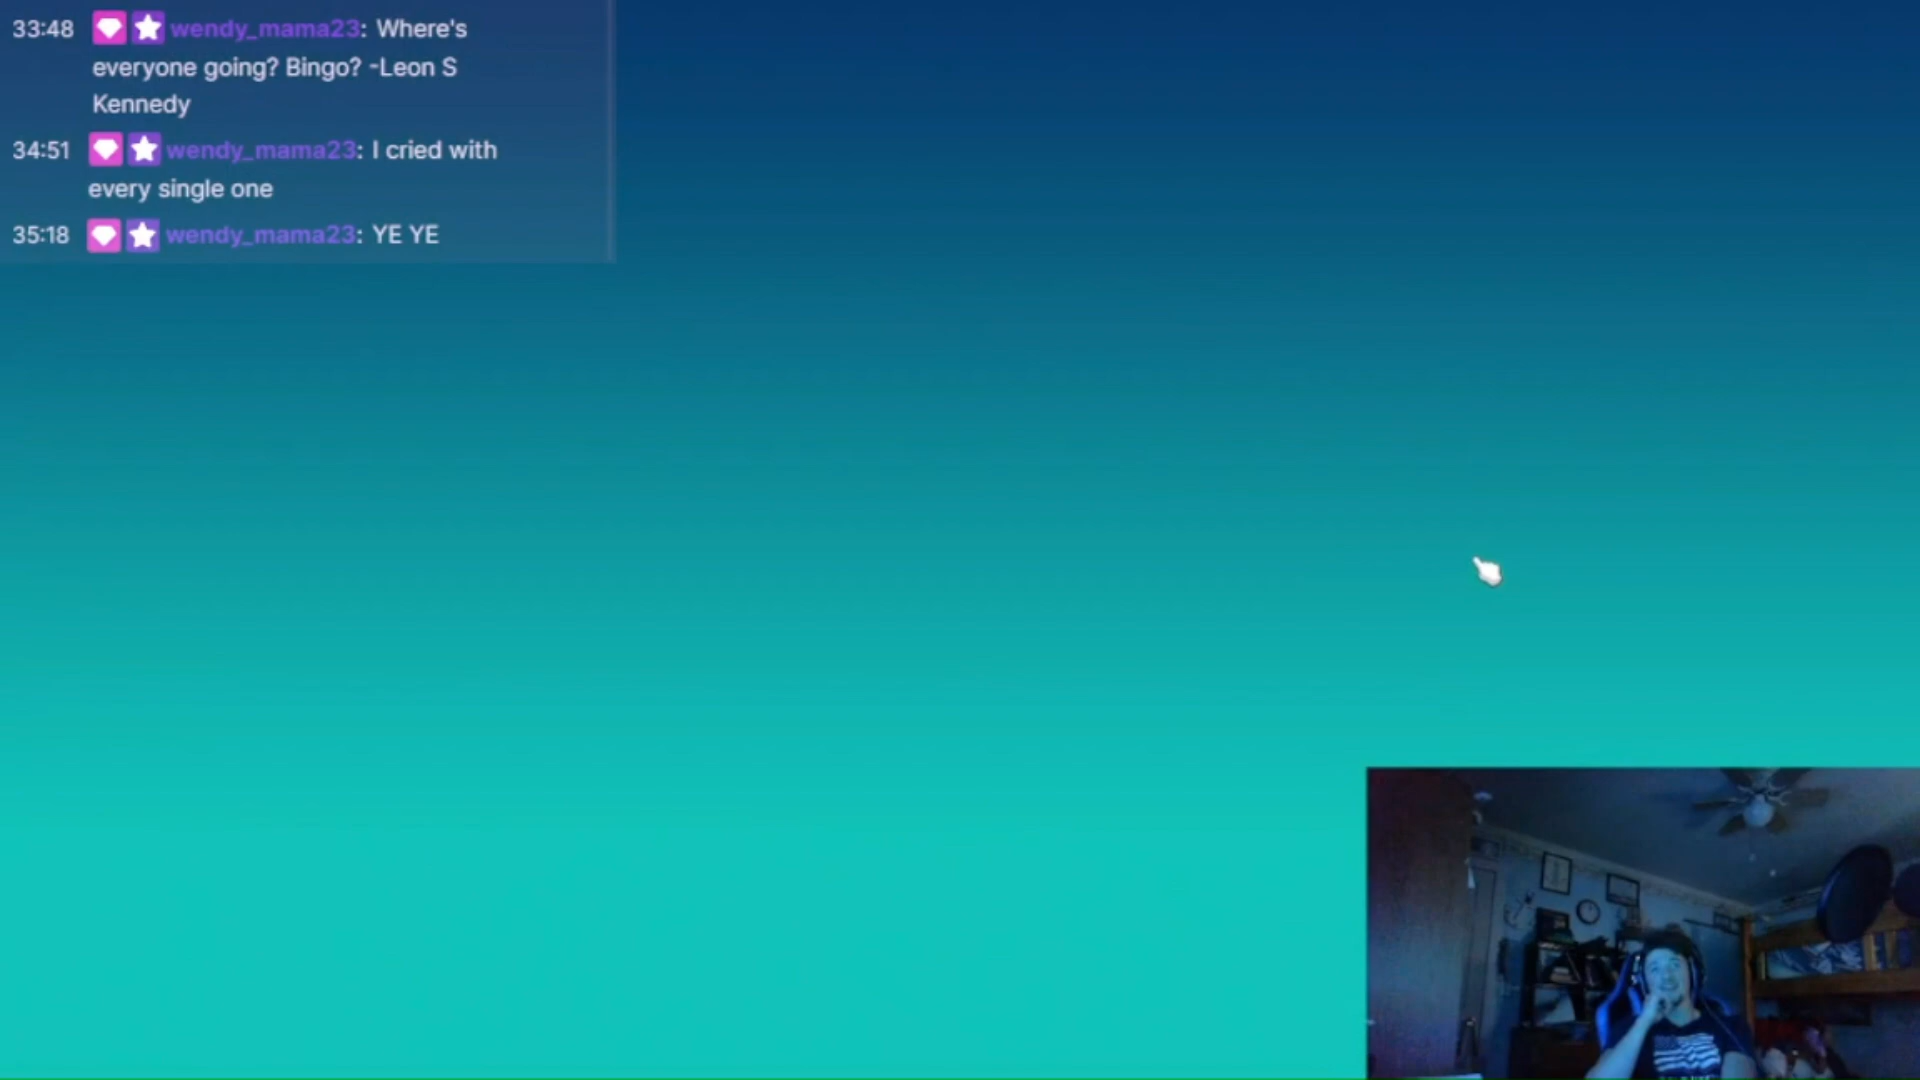 33:48 wendy_mama23: Where's
everyone going? Bingo? -Leon S
Kennedy
34:51 wendy_mama23: I cried with
every single one
35:18 wendy_mama23: YE YE